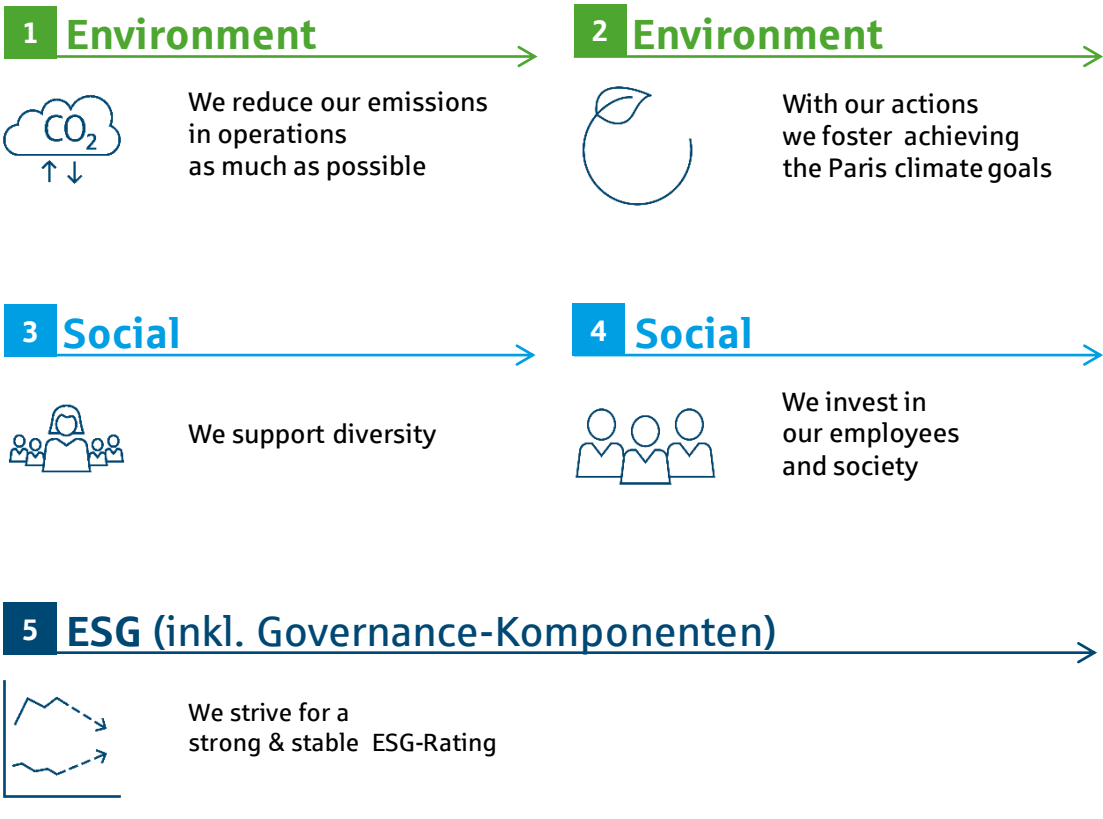 1 Environment
CO2
We reduce our emissions
in operations
as much as possible
2 Environment
With our actions
we foster achieving
the Paris climate goals
3 Social
We support diversity
4 Social
We invest in
our employees
and society
5 ESG (inkl. Governance-Komponenten)
We strive for a
strong & stable ESG-Rating